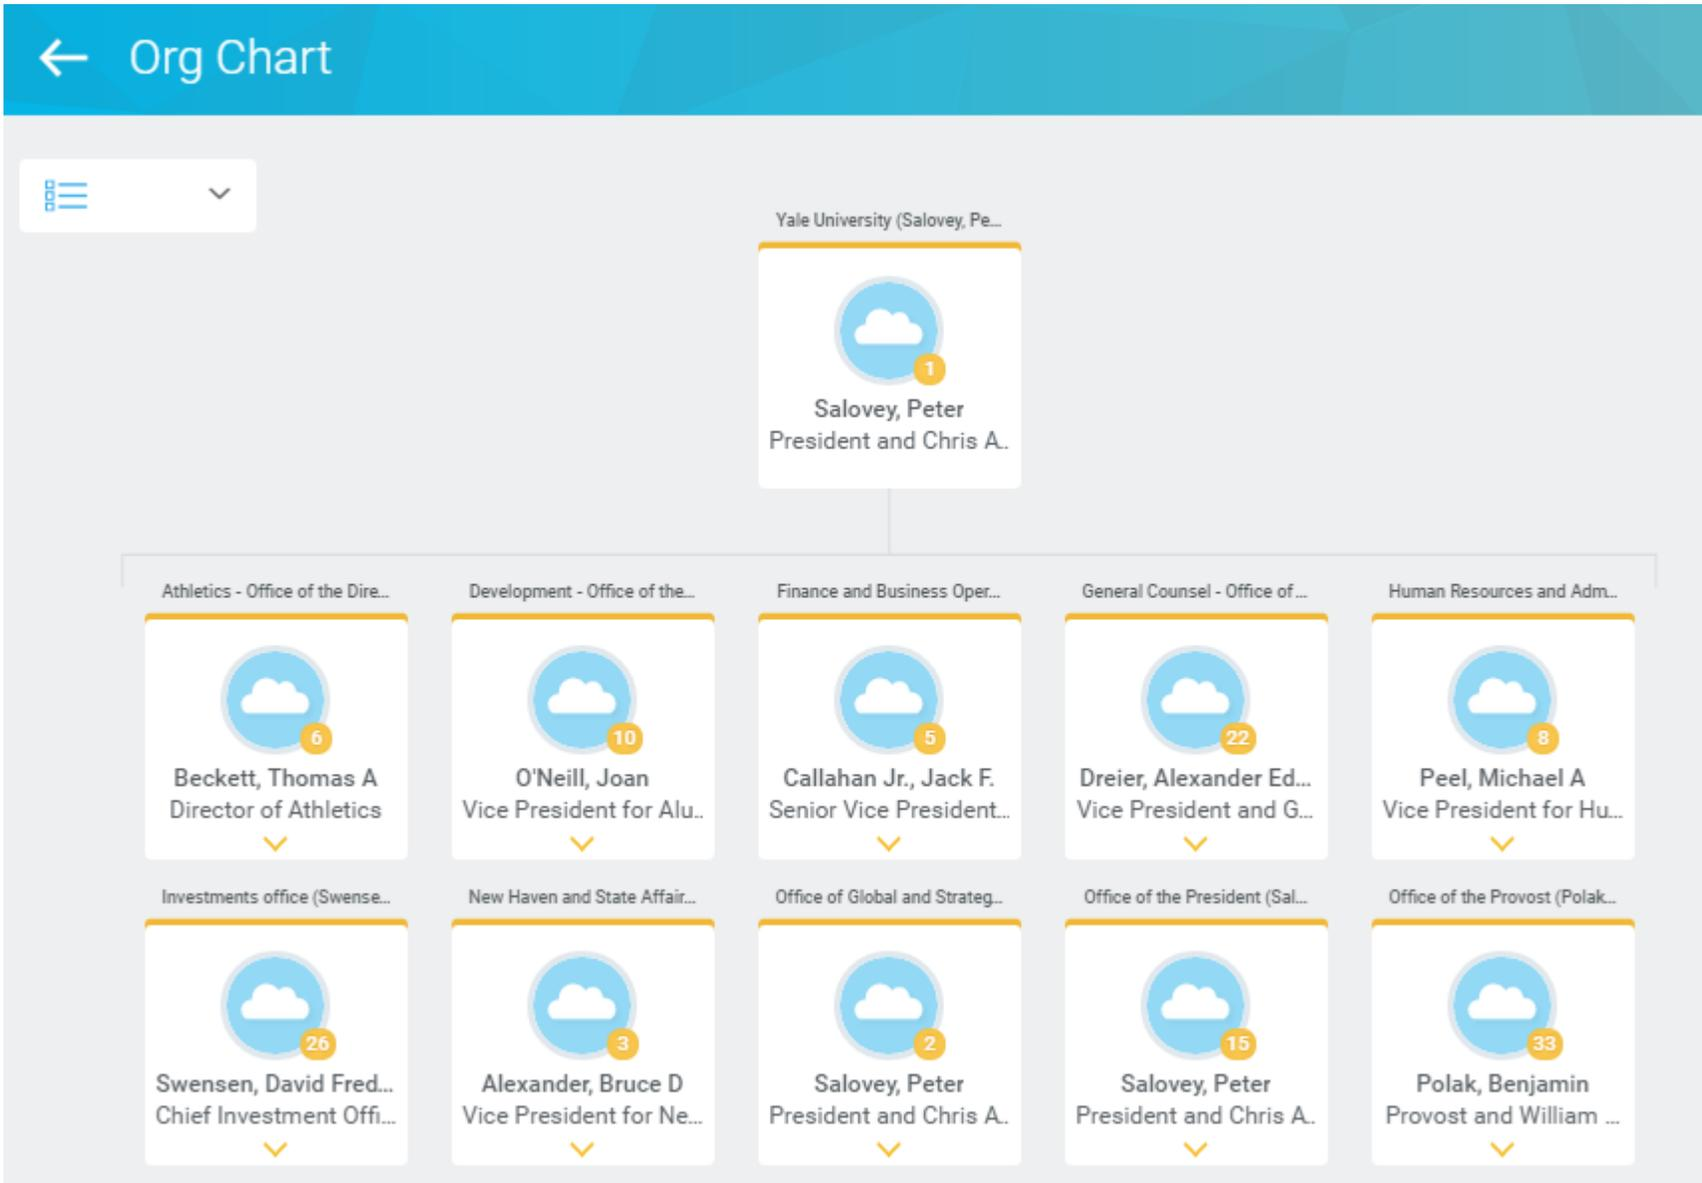 Org Chart
Yale University (Salovey, Pe...
1
Salovey, Peter
President and Chris A..
Athletics - Office of the Dire...
6
Beckett, Thomas A
Director of Athletics
Development - Office of the...
10
O'Neill, Joan
Vice President for Alu..
Finance and Business Oper...
5
Callahan Jr., Jack F.
Senior Vice President...
General Counsel - Office of ...
22
Dreier, Alexander Ed...
Vice President and G...
Human Resources and Adm...
8
Peel, Michael A
Vice President for Hu...
Investments office (Swense...
26
Swensen, David Fred...
Chief Investment Offi...
New Haven and State Affair...
3
Alexander, Bruce D
Vice President for Ne...
Office of Global and Strateg...
2
Salovey, Peter
President and Chris A..
Office of the President (Sal...
15
Salovey, Peter
President and Chris A..
Office of the Provost (Polak...
33
Polak, Benjamin
Provost and William ...